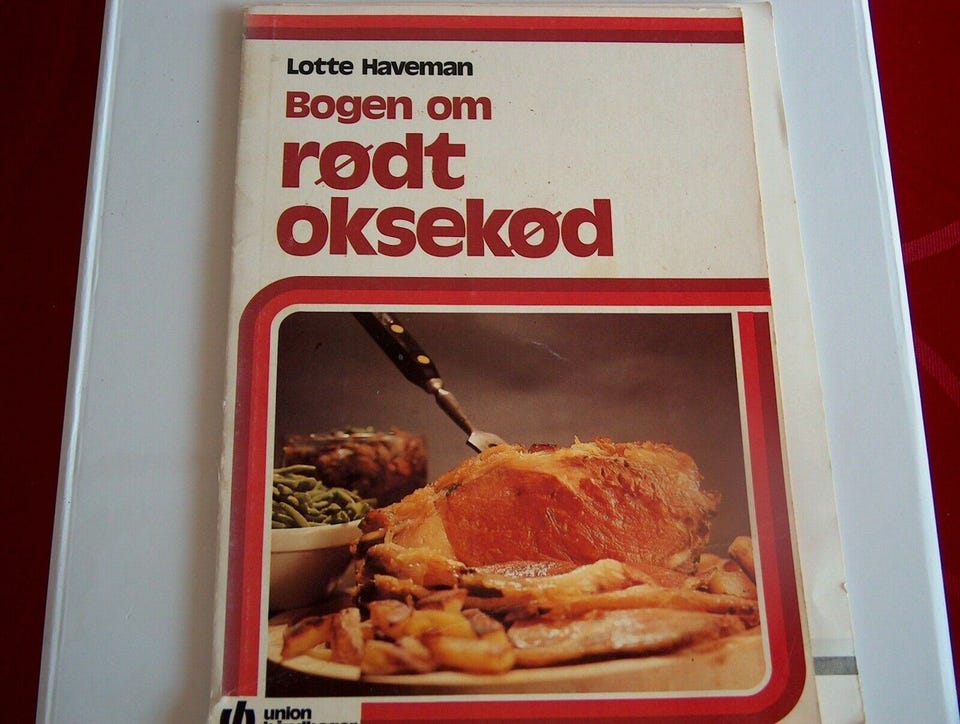 Lotte Haveman
Bogen om
rødt
oksekød
union